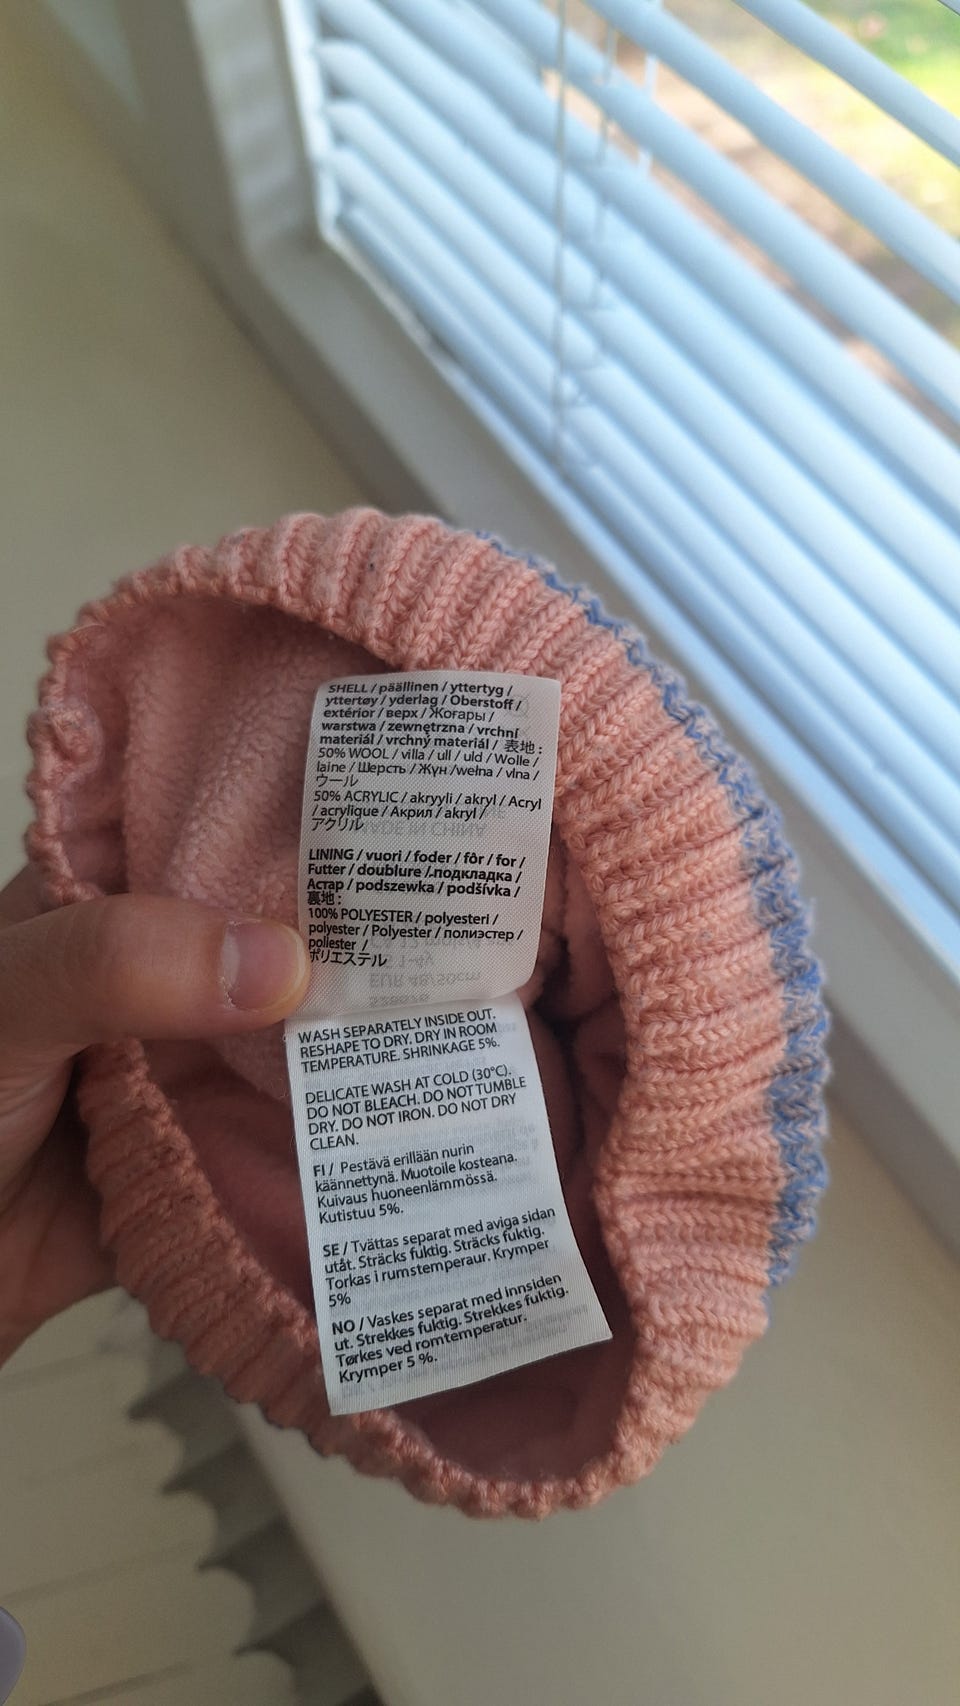 SHELL / päällinen / yttertyg /
yttertøy / yderlag / Oberstoff /
extérior / верх / Жоғары /
warstwa / zewnętrzna / vrchní
materiál / vrchný materiál / 表地 :
50% WOOL / villa / ull / uld / Wolle /
laine / Шерсть / Жүн /wełna / vlna /
ウール
50% ACRYLIC / akryyli / akryl / Acryl
/ acrylique / Акрил / akryl /
アクリル
MADE IN CHINA
LINING / vuori / foder / fôr / for /
Futter / doublure / подкладка /
Астар / podszewka / podšívka /
裏地 :
100% POLYESTER / polyesteri /
polyester / Polyester / полиэстер /
poliester /
ポリエステル
EUR 48/50cm
WASH SEPARATELY INSIDE OUT.
RESHAPE TO DRY. DRY IN ROOM
TEMPERATURE. SHRINKAGE 5%.
DELICATE WASH AT COLD (30°C).
DO NOT BLEACH. DO NOT TUMBLE
DRY. DO NOT IRON. DO NOT DRY
CLEAN.
FI / Pestävä erillään nurin
käännettynä. Muotoile kosteana.
Kuivaus huoneenlämmössä.
Kutistuu 5%.
SE / Tvättas separat med aviga sidan
utåt. Sträcks fuktig. Sträcks fuktig.
Torkas i rumstemperaur. Krymper
5%
NO / Vaskes separat med innsiden
ut. Strekkes fuktig. Strekkes fuktig.
Tørkes ved romtemperatur.
Krymper 5 %.